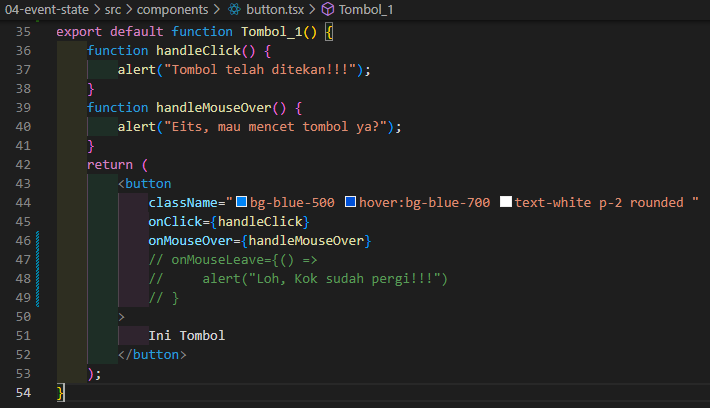 04-event-state > src > components > button.tsx > Tombol_1
35 export default function Tombol_1() {
36     function handleClick() {
37         alert("Tombol telah ditekan!!!");
38     }
39     function handleMouseOver() {
40         alert("Eits, mau mencet tombol ya?");
41     }
42     return (
43         <button
44             className="bg-blue-500 hover:bg-blue-700 text-white p-2 rounded "
45             onClick={handleClick}
46             onMouseOver={handleMouseOver}
47             // onMouseLeave={() =>
48             //     alert("Loh, Kok sudah pergi!!!")
49             // }
50         >
51             Ini Tombol
52         </button>
53     );
54 }